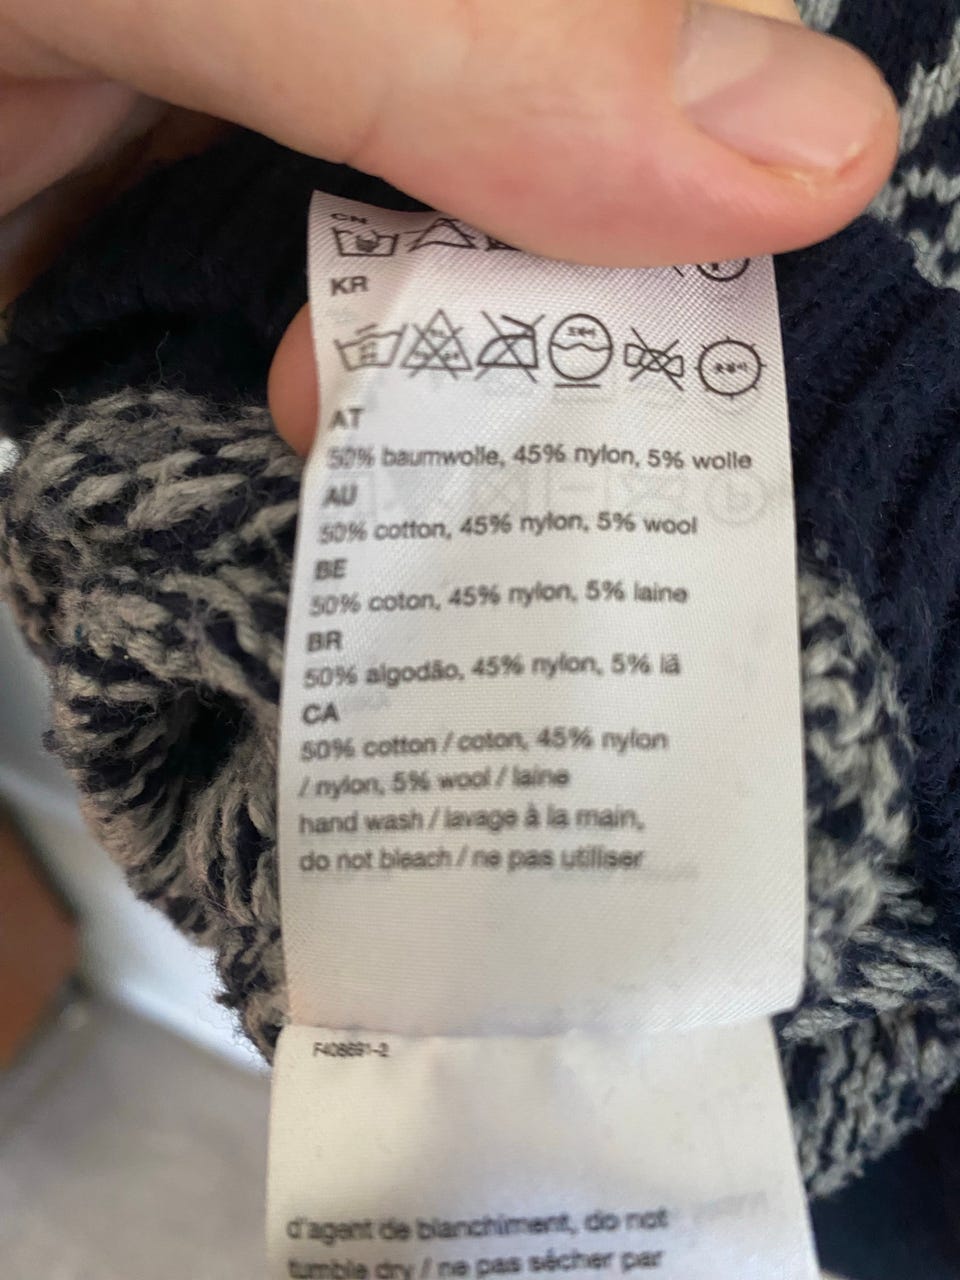 CN
KR
AT
50% baumwolle, 45% nylon, 5% wolle
AU
50% cotton, 45% nylon, 5% wool
BE
50% coton, 45% nylon, 5% laine
BR
50% algodão, 45% nylon, 5% lã
CA
50% cotton / coton, 45% nylon
/ nylon, 5% wool / laine
hand wash / lavage à la main,
do not bleach / ne pas utiliser
F408691-2
d'agent de blanchiment, do not
tumble dry / ne pas sécher par